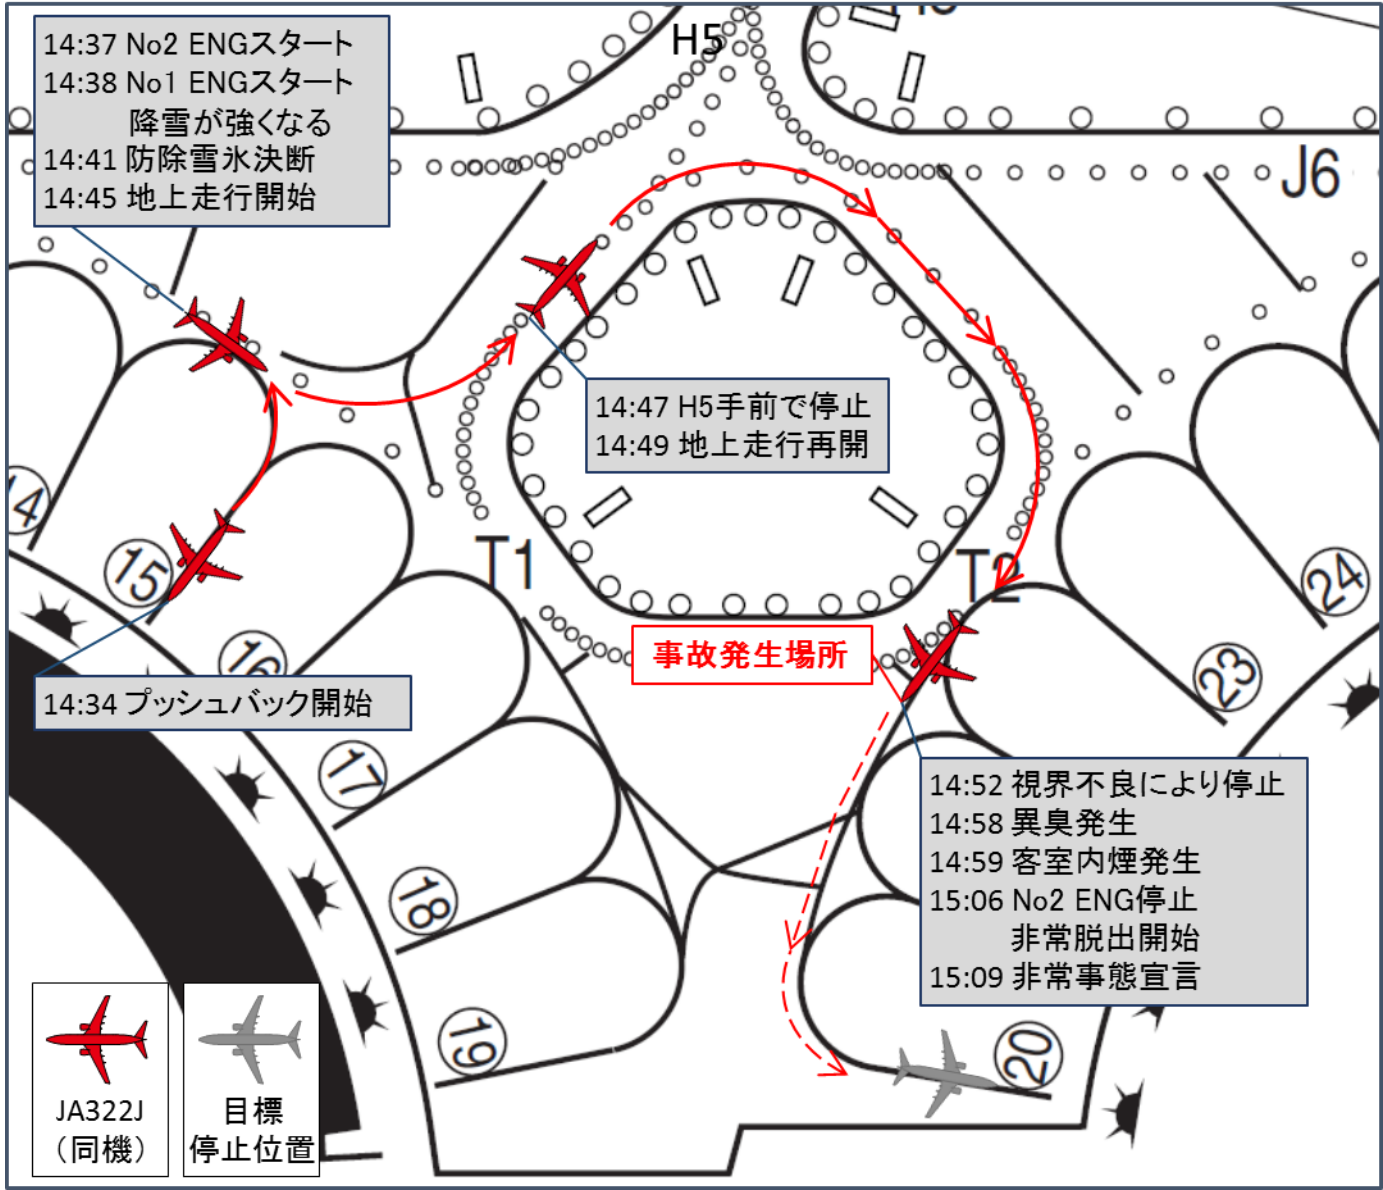 14:37 No2 ENGスタート
14:38 No1 ENGスタート
降雪が強くなる
14:41 防除雪氷決断
14:45 地上走行開始
H5
J6
14:47 H5手前で停止
14:49 地上走行再開
14
15
16
T1
T2
24
23
事故発生場所
14:34 プッシュバック開始
17
18
19
14:52 視界不良により停止
14:58 異臭発生
14:59 客室内煙発生
15:06 No2 ENG停止
非常脱出開始
15:09 非常事態宣言
20
JA322J
（同機）
目標
停止位置